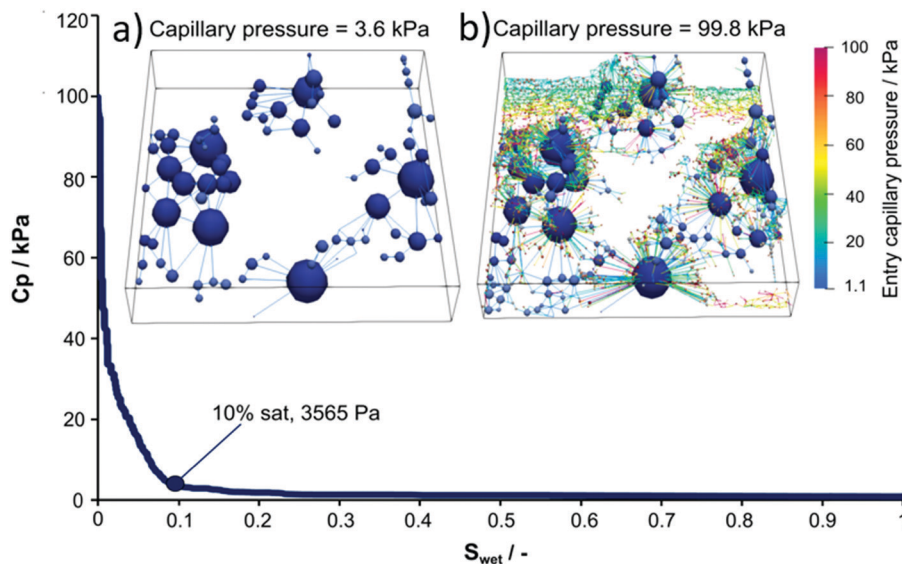 a) Capillary pressure = 3.6 kPa
b) Capillary pressure = 99.8 kPa
100
80
60
40
20
1.1
Entry capillary pressure / kPa
Cp / kPa
120
100
80
60
40
20
0
10% sat, 3565 Pa
0 0.1 0.2 0.3 0.4 0.5 0.6 0.7 0.8 0.9 1
Swet / -